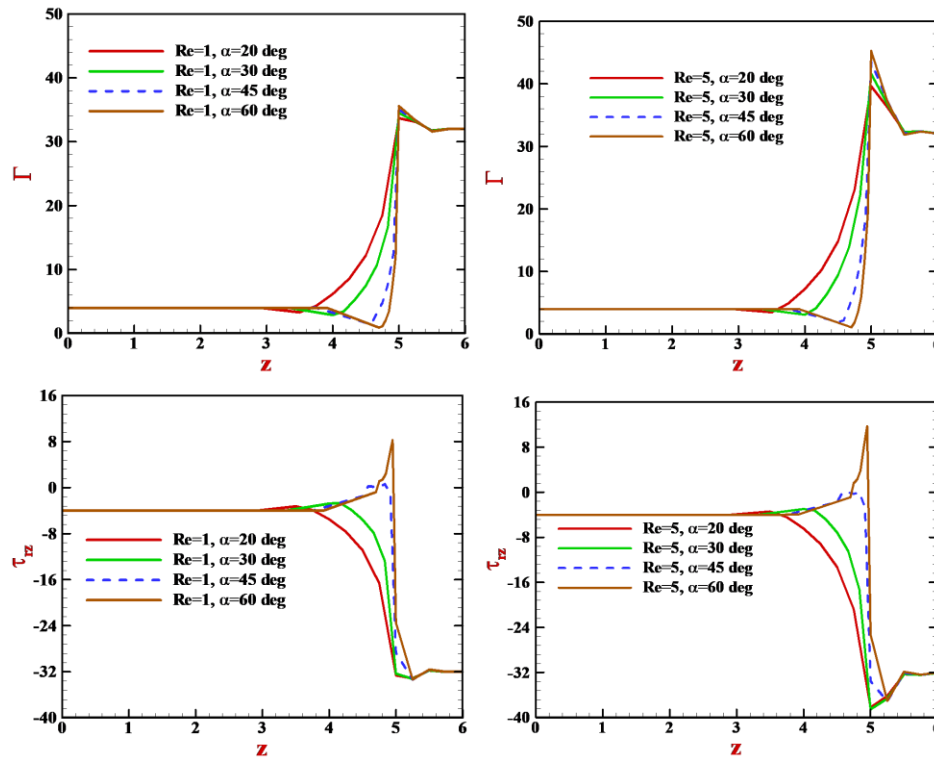 50
40
30
20
10
0
Γ
Re=1, α=20 deg
Re=1, α=30 deg
Re=1, α=45 deg
Re=1, α=60 deg
0 1 2 3 4 5 6
z
50
40
30
20
10
0
Γ
Re=5, α=20 deg
Re=5, α=30 deg
Re=5, α=45 deg
Re=5, α=60 deg
0 1 2 3 4 5 6
z
16
8
0
-8
-16
-24
-32
-40
τrz
Re=1, α=20 deg
Re=1, α=30 deg
Re=1, α=45 deg
Re=1, α=60 deg
0 1 2 3 4 5 6
z
16
8
0
-8
-16
-24
-32
-40
τrz
Re=5, α=20 deg
Re=5, α=30 deg
Re=5, α=45 deg
Re=5, α=60 deg
0 1 2 3 4 5 6
z